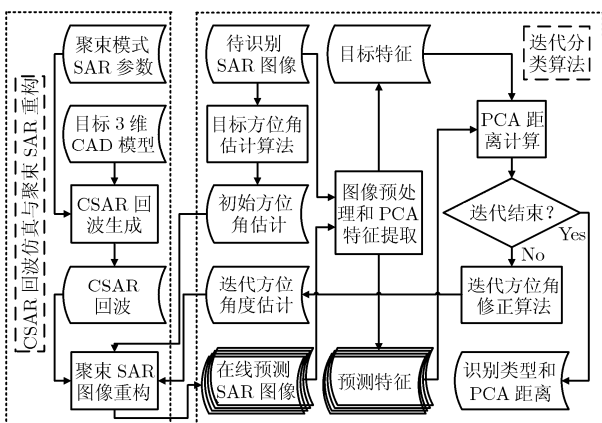 CSAR 回波仿真与聚束 SAR 重构
聚束模式
SAR 参数
目标 3 维
CAD 模型
CSAR 回
波生成
CSAR
回波
聚束 SAR
图像重构
待识别
SAR 图像
目标方位角
估计算法
初始方位
角估计
迭代方位
角度估计
在线预测
SAR 图像
目标特征
图像预处
理和 PCA
特征提取
预测特征
迭代分
类算法
PCA 距
离计算
迭代结束？
Yes
No
迭代方位角
修正算法
识别类型和
PCA 距离